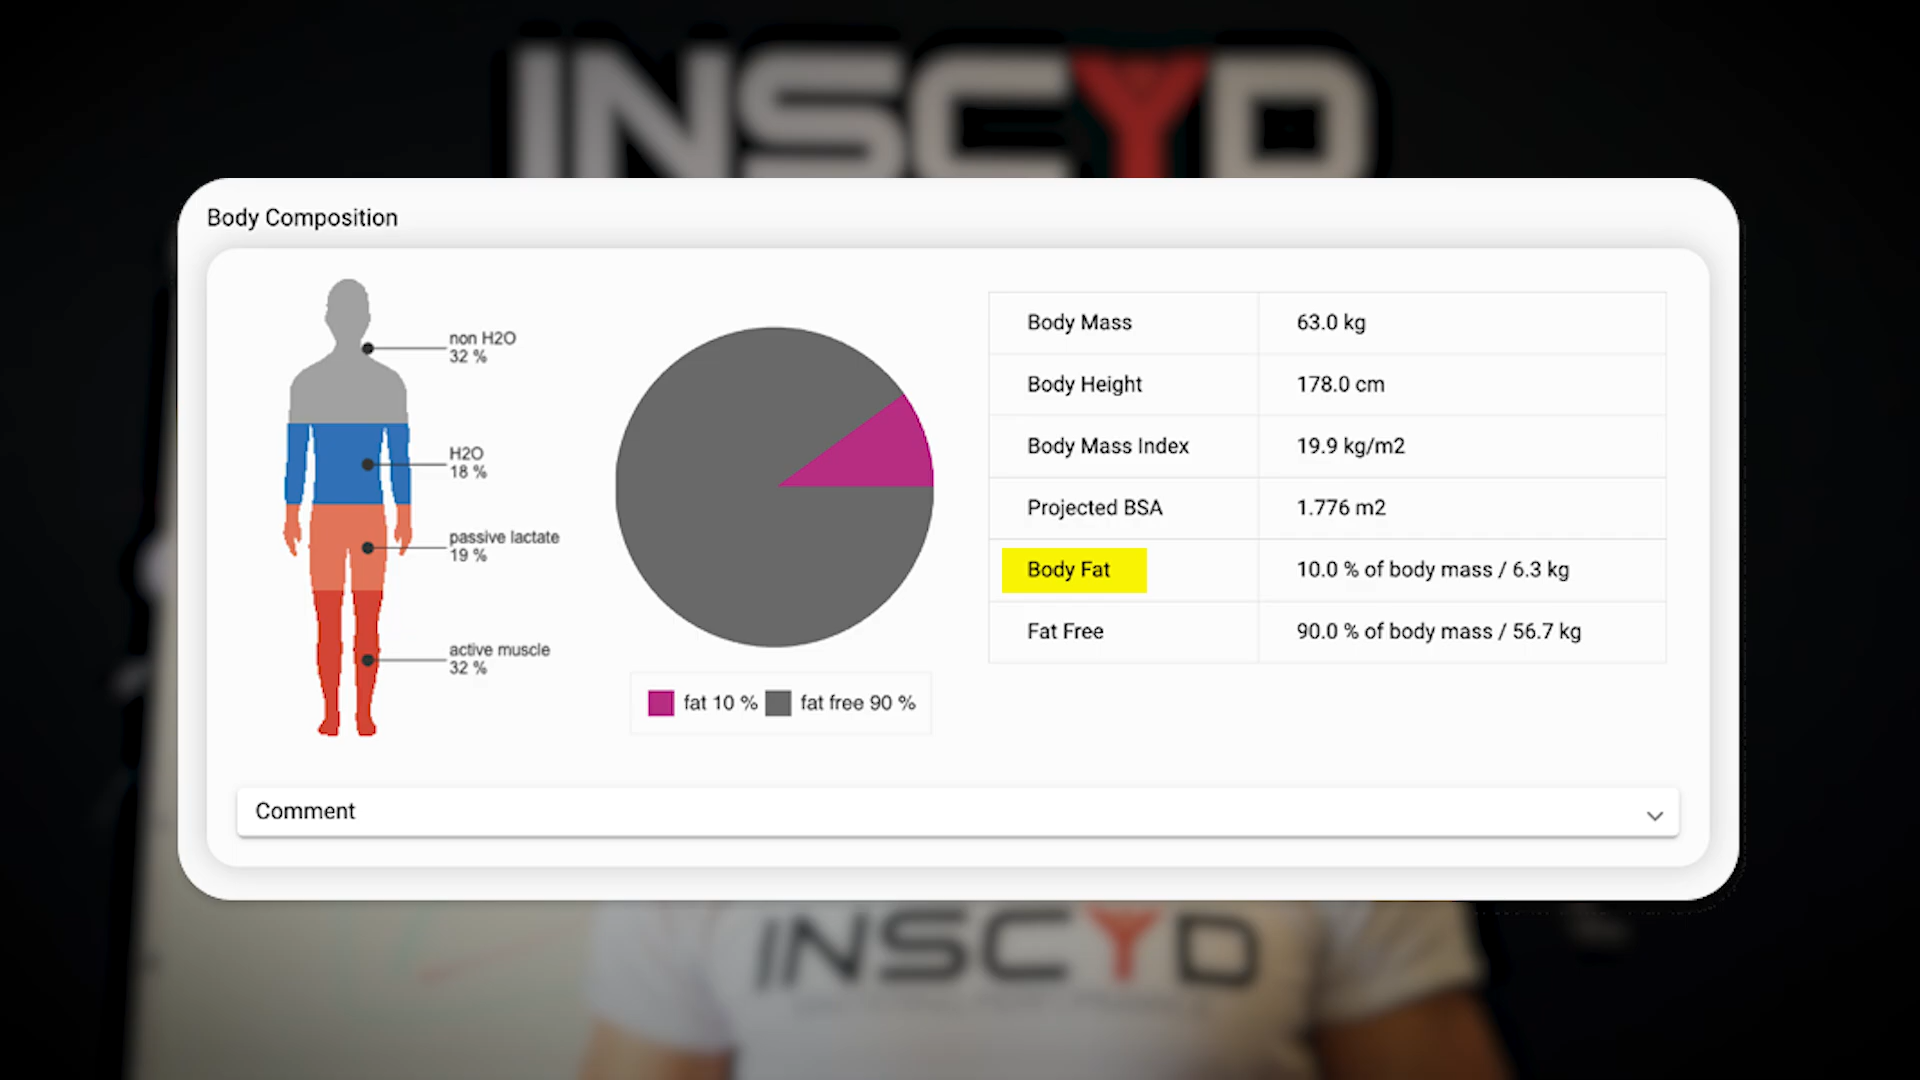 INSCYD
Body Composition
non H2O
32 %
H2O
18 %
passive lactate
19 %
active muscle
32 %
fat 10 % fat free 90 %
Body Mass 63.0 kg
Body Height 178.0 cm
Body Mass Index 19.9 kg/m2
Projected BSA 1.776 m2
Body Fat 10.0 % of body mass / 6.3 kg
Fat Free 90.0 % of body mass / 56.7 kg
Comment
INSCYD